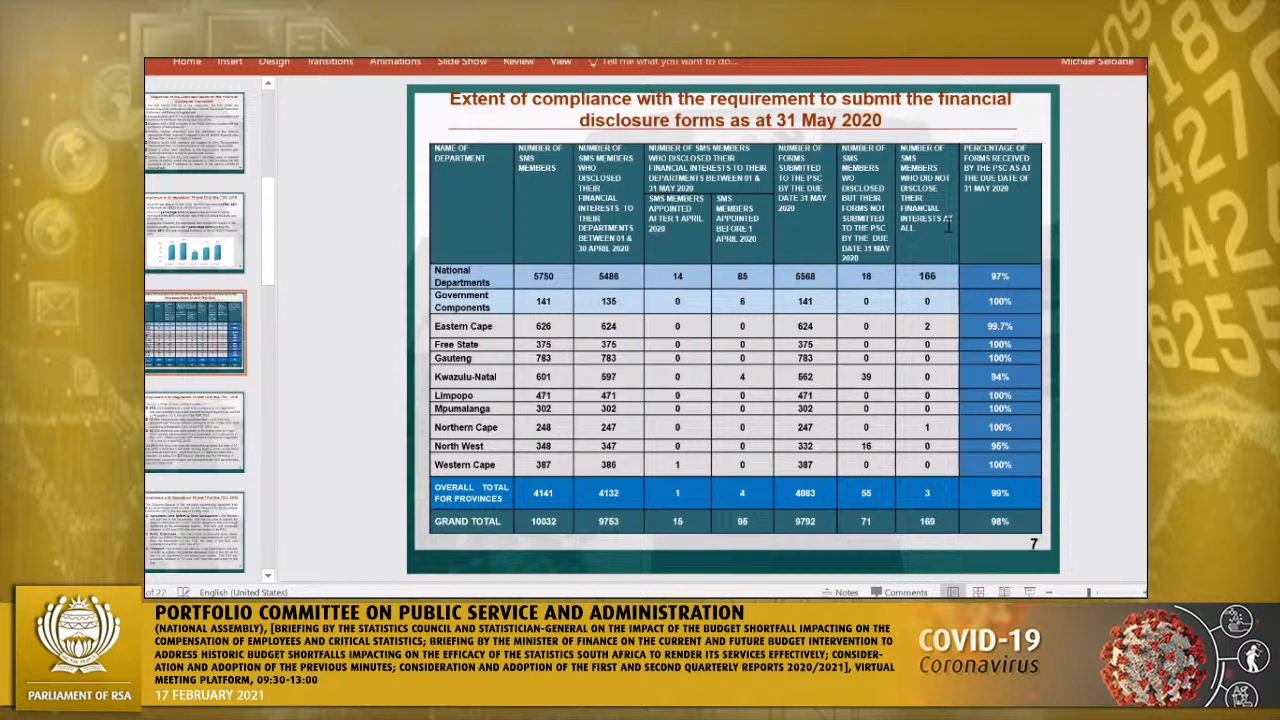 Home Insert Design Transitions Animations Slide Show Review View Tell me what you want to do... Michael Seloane
Extent of compliance with the requirement to submit the financial
disclosure forms as at 31 May 2020
NAME OF DEPARTMENT
NUMBER OF SMS MEMBERS
NUMBER OF SMS MEMBERS WHO DISCLOSED THEIR FINANCIAL INTERESTS TO THEIR DEPARTMENTS BETWEEN 01 & 30 APRIL 2020
NUMBER OF SMS MEMBERS WHO DISCLOSED THEIR FINANCIAL INTERESTS TO THEIR DEPARTMENTS BETWEEN 01 & 31 MAY 2020
SMS MEMBERS APPOINTED AFTER 1 APRIL 2020
SMS MEMBERS APPOINTED BEFORE 1 APRIL 2020
NUMBER OF FORMS SUBMITTED TO THE PSC BY THE DUE DATE 31 MAY 2020
NUMBER OF SMS MEMBERS WO DISCLOSED BUT THEIR FORMS NOT SUBMITTED TO THE PSC BY THE DUE DATE 31 MAY 2020
NUMBER OF SMS MEMBERS WHO DID NOT DISCLOSE THEIR FINANCIAL INTERESTS AT ALL
PERCENTAGE OF FORMS RECEIVED BY THE PSC AS AT THE DUE DATE OF 31 MAY 2020
National Departments 5750 5486 14 85 5568 16 166 97%
Government Components 141 135 0 6 141 0 0 100%
Eastern Cape 626 624 0 0 624 0 2 99.7%
Free State 375 375 0 0 375 0 0 100%
Gauteng 783 783 0 0 783 0 0 100%
Kwazulu-Natal 601 597 0 4 562 39 0 94%
Limpopo 471 471 0 0 471 0 0 100%
Mpumalanga 302 302 0 0 302 0 0 100%
Northern Cape 248 247 0 0 247 0 1 100%
North West 348 347 0 0 332 16 0 95%
Western Cape 387 386 1 0 387 0 0 100%
OVERALL TOTAL FOR PROVINCES 4141 4132 1 4 4083 55 3 99%
GRAND TOTAL 10032 9753 15 95 9792 71 169 98%
7
of 22 English (United States) Notes Comments
PARLIAMENT OF RSA
PORTFOLIO COMMITTEE ON PUBLIC SERVICE AND ADMINISTRATION
(NATIONAL ASSEMBLY), [BRIEFING BY THE STATISTICS COUNCIL AND STATISTICIAN-GENERAL ON THE IMPACT OF THE BUDGET SHORTFALL IMPACTING ON THE
COMPENSATION OF EMPLOYEES AND CRITICAL STATISTICS; BRIEFING BY THE MINISTER OF FINANCE ON THE CURRENT AND FUTURE BUDGET INTERVENTION TO
ADDRESS HISTORIC BUDGET SHORTFALLS IMPACTING ON THE EFFICACY OF THE STATISTICS SOUTH AFRICA TO RENDER ITS SERVICES EFFECTIVELY; CONSIDER-
ATION AND ADOPTION OF THE PREVIOUS MINUTES; CONSIDERATION AND ADOPTION OF THE FIRST AND SECOND QUARTERLY REPORTS 2020/2021], VIRTUAL
MEETING PLATFORM, 09:30-13:00
17 FEBRUARY 2021
COVID-19
Coronavirus